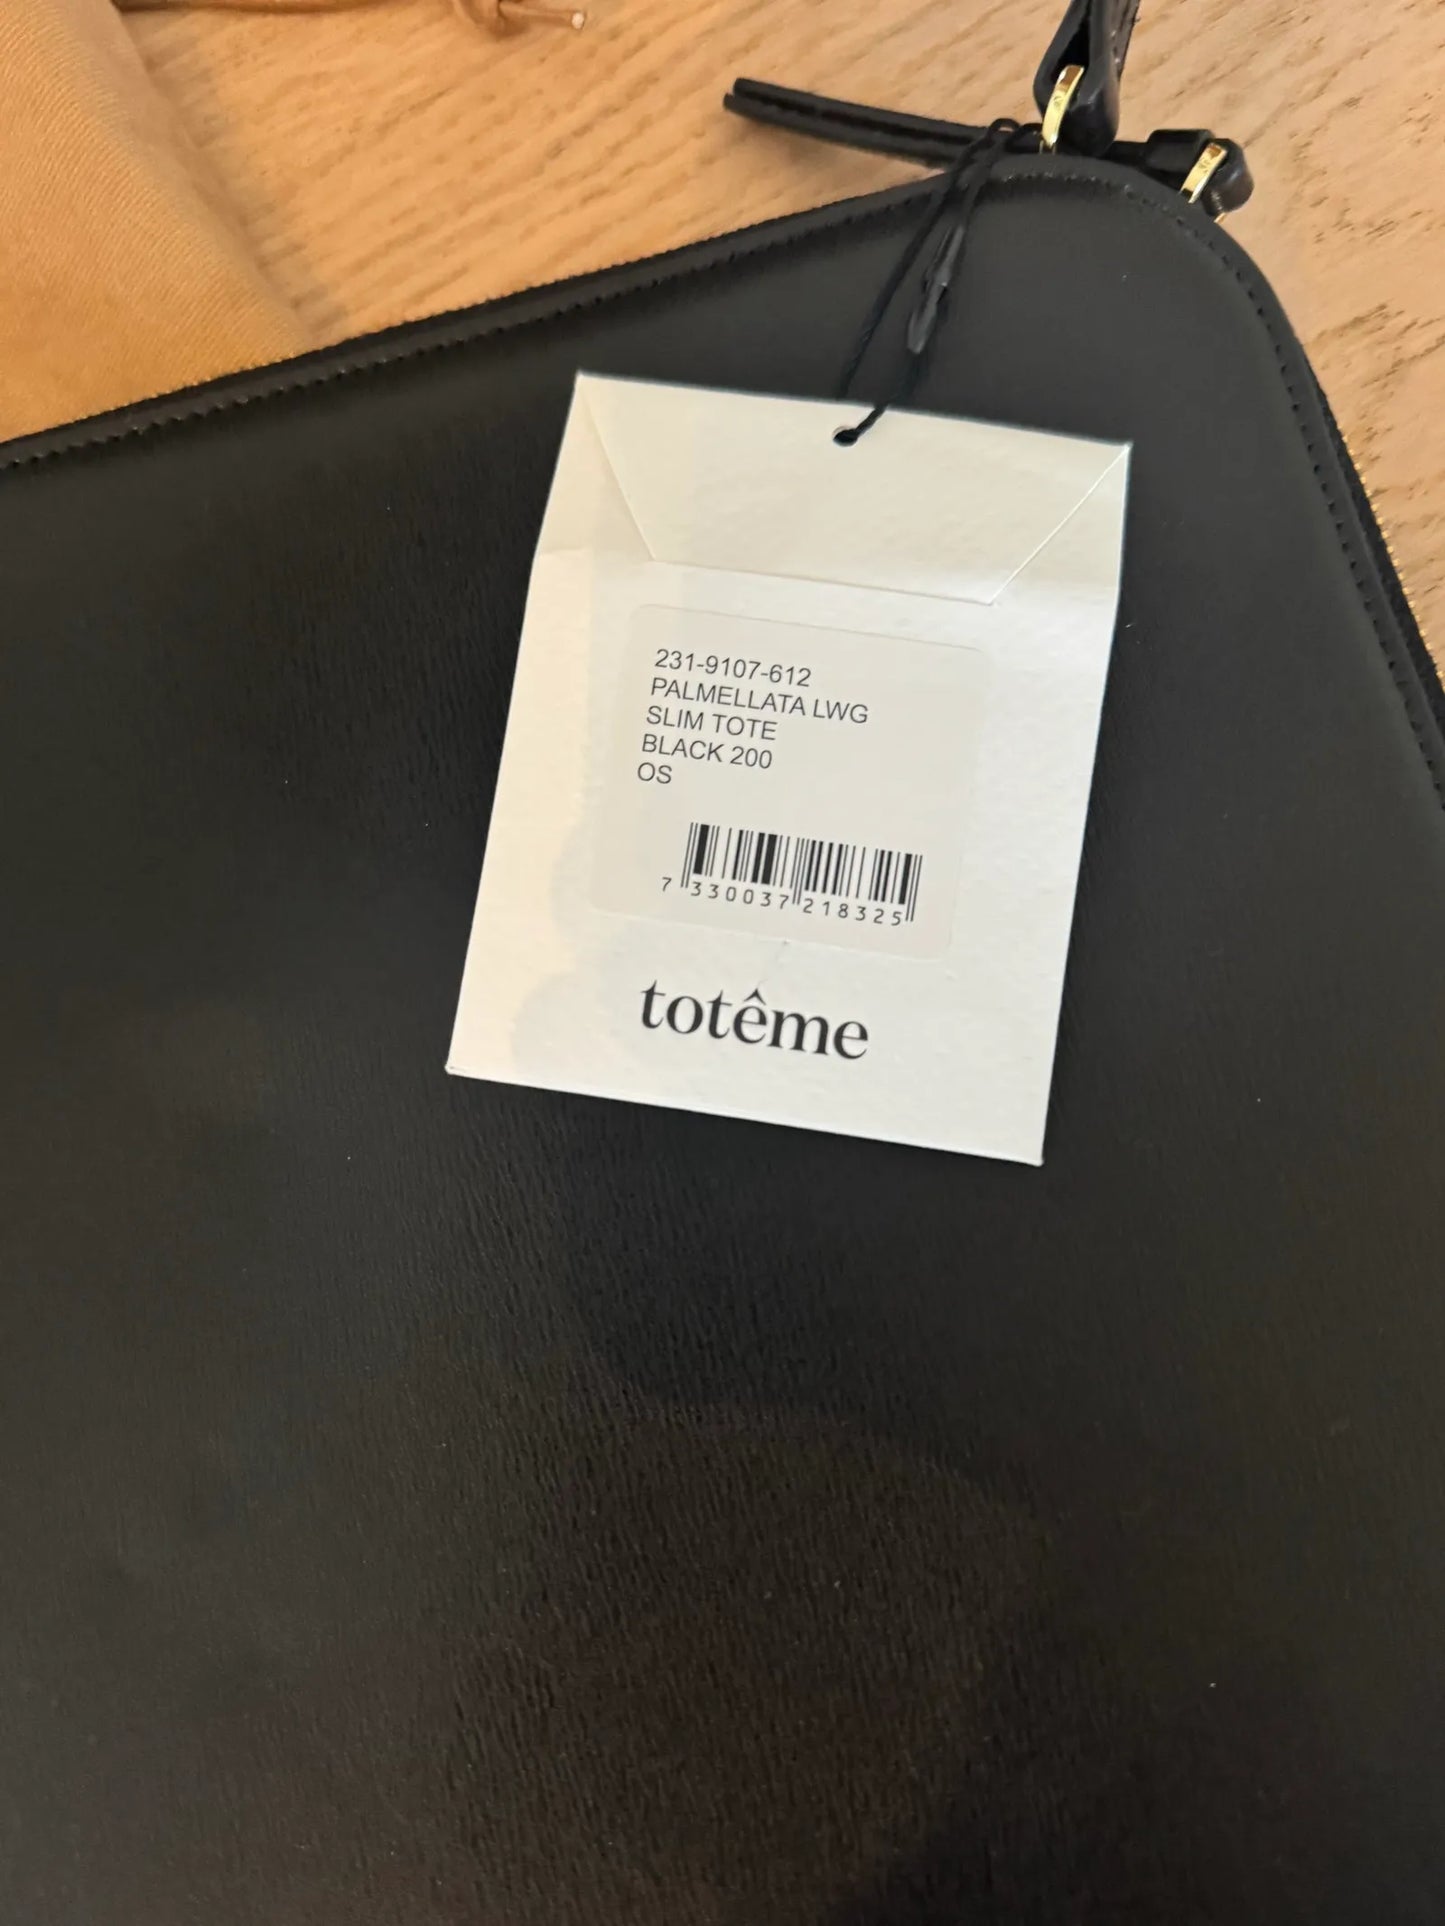 231-9107-612
PALMELLATA LWG
SLIM TOTE
BLACK 200
OS
7 330037 218325
totême